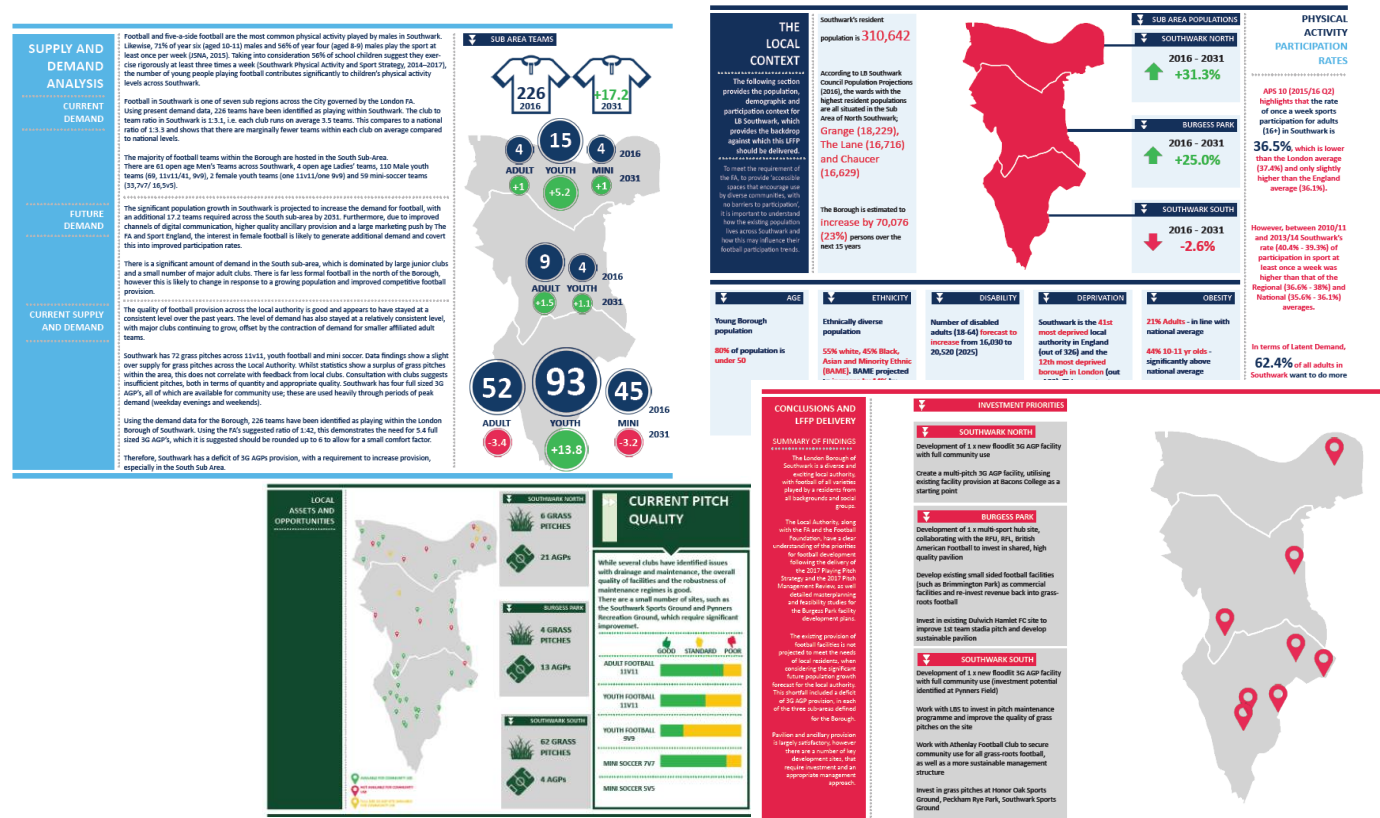 SUPPLY AND
DEMAND
ANALYSIS
CURRENT
DEMAND
Football and five-a-side football are the most common physical activity played by males in Southwark.
Likewise, 71% of year six (aged 10-11) males and 56% of year four (aged 8-9) males play the sport at
least once per week (JSNA, 2015). Taking into consideration 56% of school children suggest they exer-
cise rigorously at least three times a week (Southwark Physical Activity and Sport Strategy, 2014–2017),
the number of young people playing football contributes significantly to children's physical activity
levels across Southwark.
Football in Southwark is one of seven sub regions across the City governed by the London FA.
Using present demand data, 226 teams have been identified as playing within Southwark. The club to
team ratio in Southwark is 1:3.1, i.e. each club runs on average 3.5 teams. This compares to a national
ratio of 1:3.3 and shows that there are marginally fewer teams within each club on average compared
to national levels.
The majority of football teams within the Borough are hosted in the South Sub-Area.
There are 61 open age Men's Teams across Southwark, 4 open age Ladies' teams, 110 Male youth
teams (69, 11v11/41, 9v9), 2 female youth teams (one 11v11/one 9v9) and 59 mini-soccer teams
(33,7v7/ 16,5v5).
FUTURE
DEMAND
The significant population growth in Southwark is projected to increase the demand for football, with
an additional 17.2 teams required across the South sub-area by 2031. Furthermore, due to improved
channels of digital communication, higher quality ancillary provision and a large marketing push by The
FA and Sport England, the interest in female football is likely to generate additional demand and covert
this into improved participation rates.
There is a significant amount of demand in the South sub-area, which is dominated by large junior clubs
and a small number of major adult clubs. There is far less formal football in the north of the Borough,
however this is likely to change in response to a growing population and improved competitive football
provision.
CURRENT SUPPLY
AND DEMAND
The quality of football provision across the local authority is good and appears to have stayed at a
consistent level over the past years. The level of demand has also stayed at a relatively consistent level,
with major clubs continuing to grow, offset by the contraction of demand for smaller affiliated adult
teams.
Southwark has 72 grass pitches across 11v11, youth football and mini soccer. Data findings show a slight
over supply for grass pitches across the Local Authority. Whilst statistics show a surplus of grass pitches
within the area, this does not correlate with feedback from local clubs. Consultation with clubs suggests
insufficient pitches, both in terms of quantity and appropriate quality. Southwark has four full sized 3G
AGP's, all of which are available for community use; these are used heavily through periods of peak
demand (weekday evenings and weekends).
Using the demand data for the Borough, 226 teams have been identified as playing within the London
Borough of Southwark. Using the FA's suggested ratio of 1:42, this demonstrates the need for 5.4 full
sized 3G AGP's, which it is suggested should be rounded up to 6 to allow for a small comfort factor.
Therefore, Southwark has a deficit of 3G AGPs provision, with a requirement to increase provision,
especially in the South Sub Area.
SUB AREA TEAMS
226
2016
+17.2
2031
4
15
4
2016
ADULT
YOUTH
MINI
+1
+5.2
+1
2031
9
4
2016
ADULT YOUTH
+1.5
+1.1
2031
52
93
45
2016
ADULT
YOUTH
MINI
2031
-3.4
+13.8
-3.2
THE
LOCAL
CONTEXT
The following section
provides the population,
demographic and
participation context for
LB Southwark, which
provides the backdrop
against which this LFFP
should be delivered.
To meet the requirement of
the FA, to provide 'accessible
spaces that encourage use
by diverse communities, with
no barriers to participation',
it is important to understand
how the existing population
lives across Southwark and
how this may influence their
football participation trends.
Southwark's resident
population is 310,642
According to LB Southwark
Council Population Projections
(2016), the wards with the
highest resident populations
are all situated in the Sub
Area of North Southwark;
Grange (18,229),
The Lane (16,716)
and Chaucer
(16,629)
The Borough is estimated to
increase by 70,076
(23%) persons over the
next 15 years
SUB AREA POPULATIONS
SOUTHWARK NORTH
2016 - 2031
+31.3%
BURGESS PARK
2016 - 2031
+25.0%
SOUTHWARK SOUTH
2016 - 2031
-2.6%
PHYSICAL
ACTIVITY
PARTICIPATION
RATES
APS 10 (2015/16 Q2)
highlights that the rate
of once a week sports
participation for adults
(16+) in Southwark is
36.5%, which is lower
than the London average
(37.4%) and only slightly
higher than the England
average (36.1%).
However, between 2010/11
and 2013/14 Southwark's
rate (40.4% - 39.3%) of
participation in sport at
least once a week was
higher than that of the
Regional (36.6% - 38%) and
National (35.6% - 36.1%)
averages.
In terms of Latent Demand,
62.4% of all adults in
Southwark want to do more
AGE
Young Borough
population
80% of population is
under 50
ETHNICITY
Ethnically diverse
population
55% white, 45% Black,
Asian and Minority Ethnic
(BAME). BAME projected
DISABILITY
Number of disabled
adults (18-64) forecast to
increase from 16,030 to
20,520 (2025)
DEPRIVATION
Southwark is the 41st
most deprived local
authority in England
(out of 326) and the
12th most deprived
borough in London (out
OBESITY
21% Adults - in line with
national average
44% 10-11 yr olds -
significantly above
national average
LOCAL
ASSETS AND
OPPORTUNITIES
AVAILABLE FOR COMMUNITY USE
NOT AVAILABLE FOR COMMUNITY
USE
SOUTHWARK NORTH
6 GRASS
PITCHES
21 AGPs
BURGESS PARK
4 GRASS
PITCHES
13 AGPs
SOUTHWARK SOUTH
62 GRASS
PITCHES
4 AGPs
CURRENT PITCH
QUALITY
While several clubs have identified issues
with drainage and maintenance, the overall
quality of facilities and the robustness of
maintenance regimes is good.
There are a small number of sites, such as
the Southwark Sports Ground and Pynners
Recreation Ground, which require significant
improvemet.
GOOD STANDARD POOR
ADULT FOOTBALL
11V11
YOUTH FOOTBALL
11V11
YOUTH FOOTBALL
9V9
MINI SOCCER 7V7
MINI SOCCER 5V5
CONCLUSIONS AND
LFFP DELIVERY
SUMMARY OF FINDINGS
The London Borough of
Southwark is a diverse and
exciting local authority,
with football of all varieties
played by a residents from
all backgrounds and social
groups.
The Local Authority, along
with the FA and the Football
Foundation, have a clear
understanding of the priorities
for football development
following the delivery of
the 2017 Playing Pitch
Strategy and the 2017 Pitch
Management Review, as well
detailed masterplanning
and feasibility studies for
the Burgess Park facility
development plans.
The existing provision of
football facilities is not
projected to meet the needs
of local residents, when
considering the significant
future population growth
forecast for the local authority.
This shortfall included a deficit
of 3G AGP provision, in each
of the three sub-areas defined
for the Borough.
Pavilion and ancillary provision
is largely satisfactory, however
there are a number of key
development sites, that
require investment and an
appropriate management
approach.
INVESTMENT PRIORITIES
SOUTHWARK NORTH
Development of 1 x new floodlit 3G AGP facility
with full community use
Create a multi-pitch 3G AGP facility, utilising
existing facility provision at Bacons College as a
starting point
BURGESS PARK
Development of 1 x multi-sport hub site,
collaborating with the RFU, RFL, British
American Football to invest in shared, high
quality pavilion
Develop existing small sided football facilities
(such as Brimmington Park) as commercial
facilities and re-invest revenue back into grass-
roots football
Invest in existing Dulwich Hamlet FC site to
improve 1st team stadia pitch and develop
sustainable pavilion
SOUTHWARK SOUTH
Development of 1 x new floodlit 3G AGP facility
with full community use (investment potential
identified at Pynners Field)
Work with LBS to invest in pitch maintenance
programme and improve the quality of grass
pitches on the site
Work with Athenlay Football Club to secure
community use for all grass-roots football,
as well as a more sustainable management
structure
Invest in grass pitches at Honor Oak Sports
Ground, Peckham Rye Park, Southwark Sports
Ground